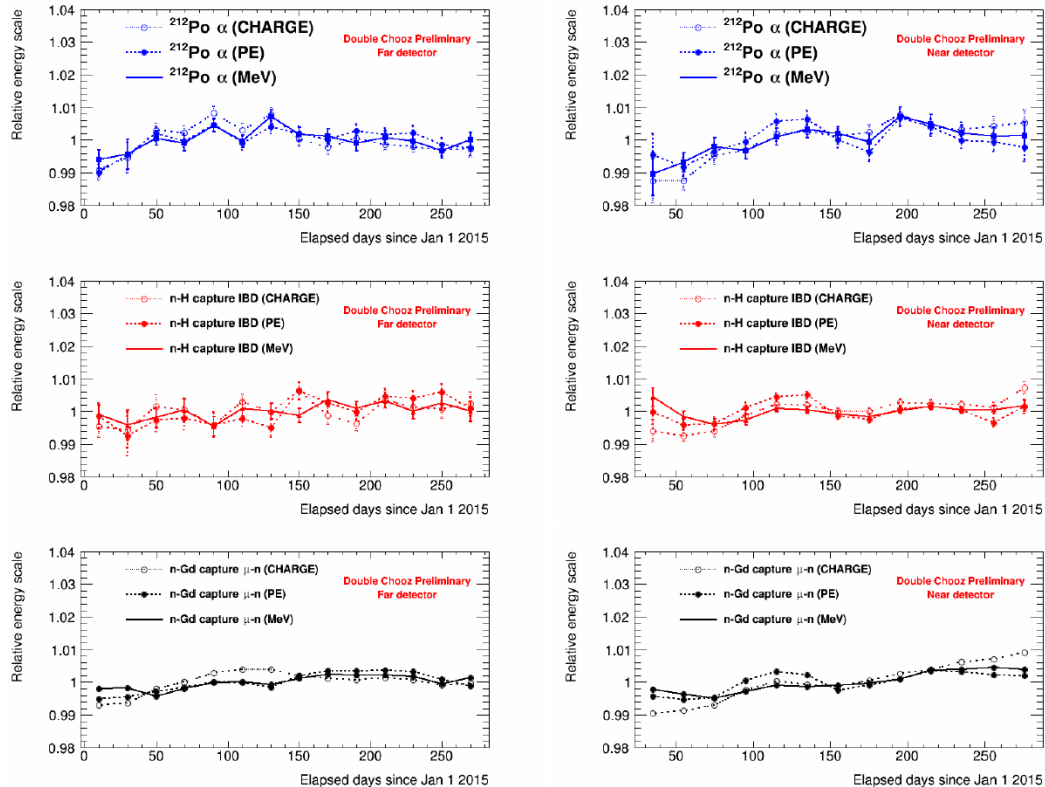 1.04
1.03
1.02
1.01
1
0.99
0.98
Relative energy scale
²¹²Po α (CHARGE)
²¹²Po α (PE)
²¹²Po α (MeV)
Double Chooz Preliminary
Far detector
0 50 100 150 200 250
Elapsed days since Jan 1 2015
1.04
1.03
1.02
1.01
1
0.99
0.98
Relative energy scale
²¹²Po α (CHARGE)
²¹²Po α (PE)
²¹²Po α (MeV)
Double Chooz Preliminary
Near detector
50 100 150 200 250
Elapsed days since Jan 1 2015
1.04
1.03
1.02
1.01
1
0.99
0.98
Relative energy scale
n-H capture IBD (CHARGE)
n-H capture IBD (PE)
n-H capture IBD (MeV)
Double Chooz Preliminary
Far detector
0 50 100 150 200 250
Elapsed days since Jan 1 2015
1.04
1.03
1.02
1.01
1
0.99
0.98
Relative energy scale
n-H capture IBD (CHARGE)
n-H capture IBD (PE)
n-H capture IBD (MeV)
Double Chooz Preliminary
Near detector
50 100 150 200 250
Elapsed days since Jan 1 2015
1.04
1.03
1.02
1.01
1
0.99
0.98
Relative energy scale
n-Gd capture μ-n (CHARGE)
n-Gd capture μ-n (PE)
n-Gd capture μ-n (MeV)
Double Chooz Preliminary
Far detector
0 50 100 150 200 250
Elapsed days since Jan 1 2015
1.04
1.03
1.02
1.01
1
0.99
0.98
Relative energy scale
n-Gd capture μ-n (CHARGE)
n-Gd capture μ-n (PE)
n-Gd capture μ-n (MeV)
Double Chooz Preliminary
Near detector
50 100 150 200 250
Elapsed days since Jan 1 2015